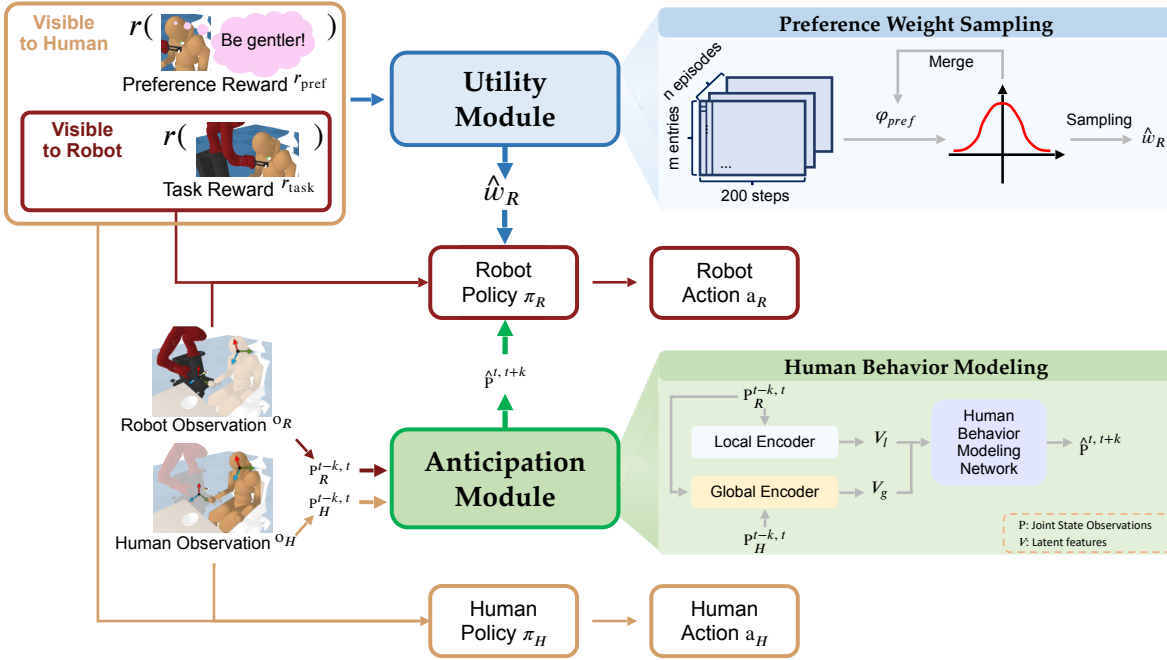 Visible
to Human
r( )
Be gentler!
Preference Reward r_pref
Visible
to Robot
r( )
Task Reward r_task
Utility
Module
ŵ_R
Preference Weight Sampling
n episodes
m entries
...
...
200 steps
Merge
φ_pref
Sampling
ŵ_R
Robot
Policy π_R
Robot
Action a_R
P̂^{t, t+k}
Robot Observation o_R
Human Observation o_H
P_R^{t−k, t}
P_H^{t−k, t}
Anticipation
Module
Human Behavior Modeling
P_R^{t−k, t}
Local Encoder
V_l
Global Encoder
V_g
P_H^{t−k, t}
Human
Behavior
Modeling
Network
P̂^{t, t+k}
P: Joint State Observations
V: Latent features
Human
Policy π_H
Human
Action a_H